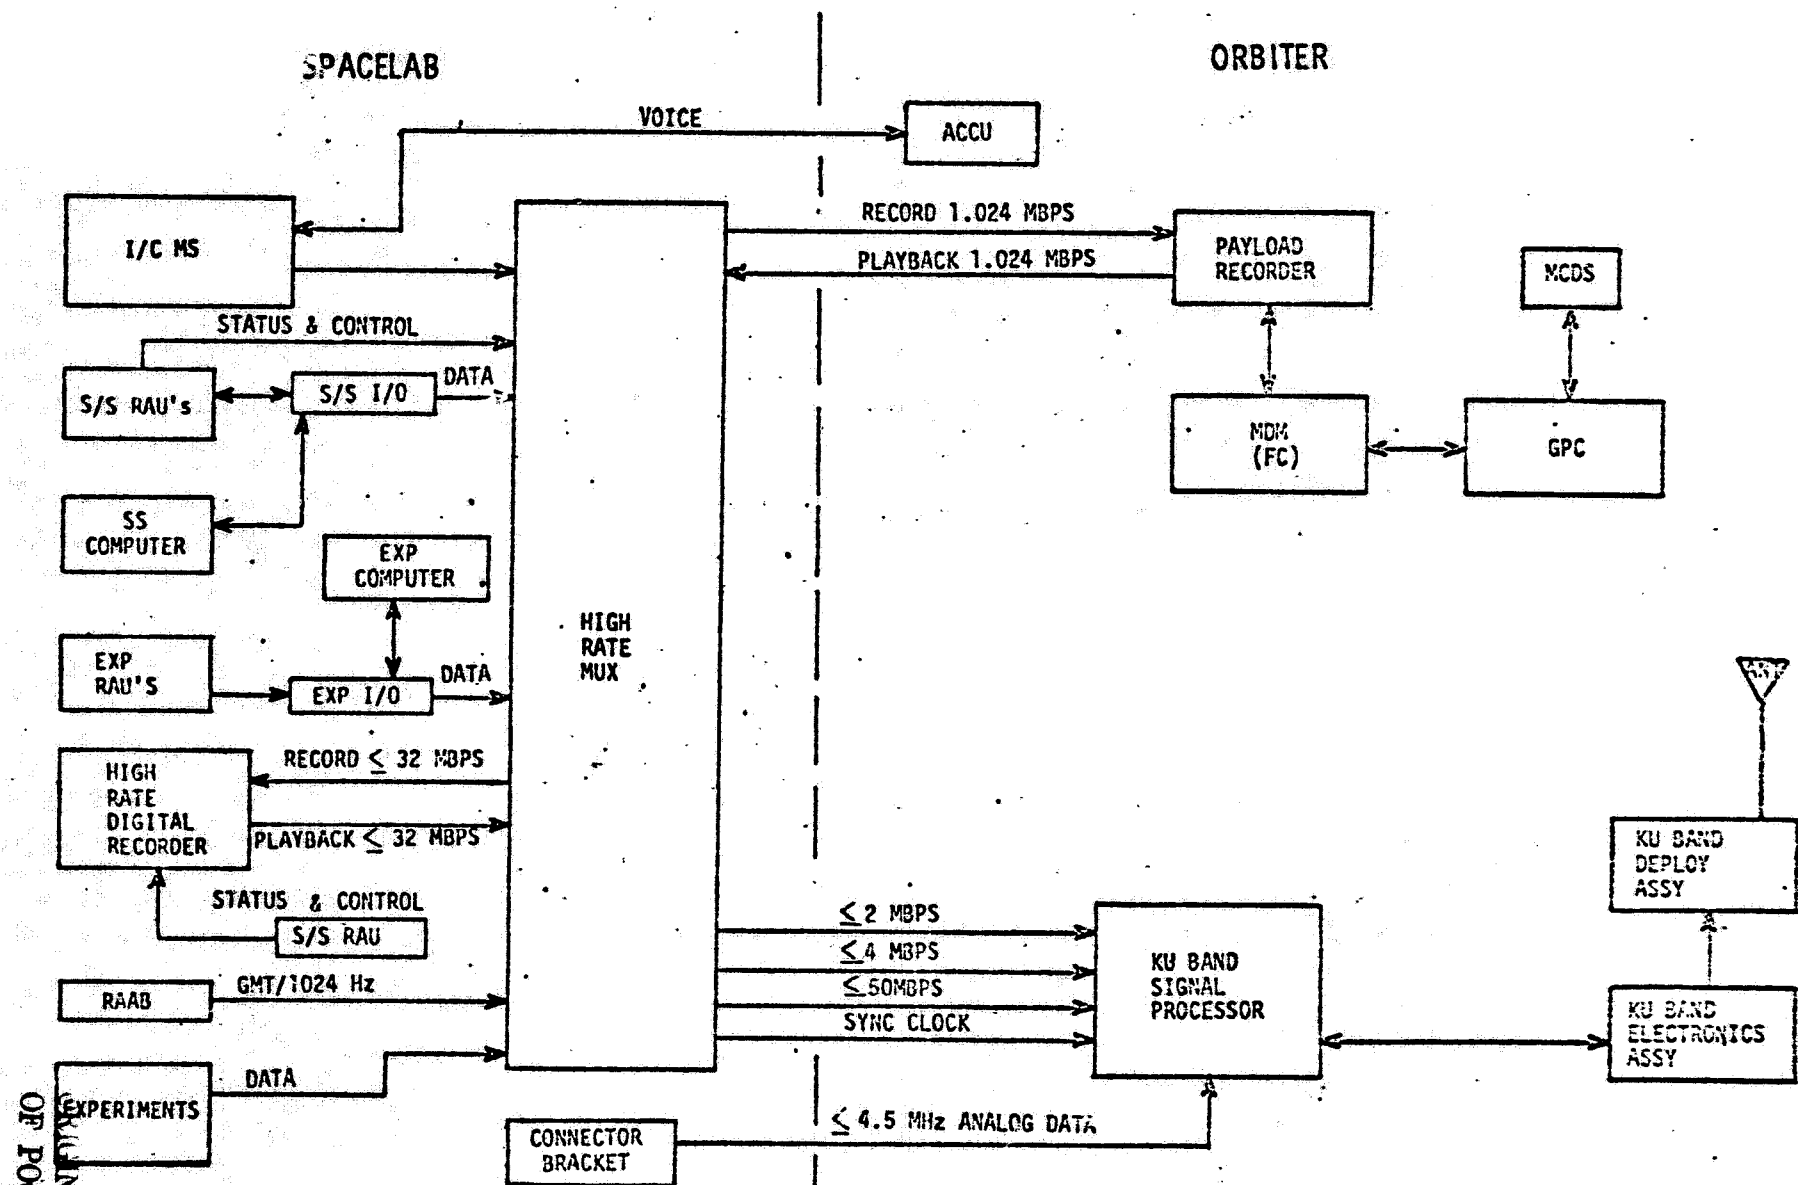 SPACELAB
ORBITER
VOICE
ACCU
I/C MS
RECORD 1.024 MBPS
PLAYBACK 1.024 MBPS
PAYLOAD
RECORDER
MCDS
STATUS & CONTROL
S/S RAU's
S/S I/O
DATA
MDM
(FC)
GPC
SS
COMPUTER
EXP
COMPUTER
HIGH
RATE
MUX
EXP
RAU'S
EXP I/O
DATA
HIGH
RATE
DIGITAL
RECORDER
RECORD ≤ 32 MBPS
PLAYBACK ≤ 32 MBPS
STATUS & CONTROL
S/S RAU
KU BAND
DEPLOY
ASSY
≤2 MBPS
≤4 MBPS
≤50MBPS
SYNC CLOCK
KU BAND
SIGNAL
PROCESSOR
KU BAND
ELECTRONICS
ASSY
RAAB
GMT/1024 Hz
EXPERIMENTS
DATA
CONNECTOR
BRACKET
≤ 4.5 MHz ANALOG DATA
OF